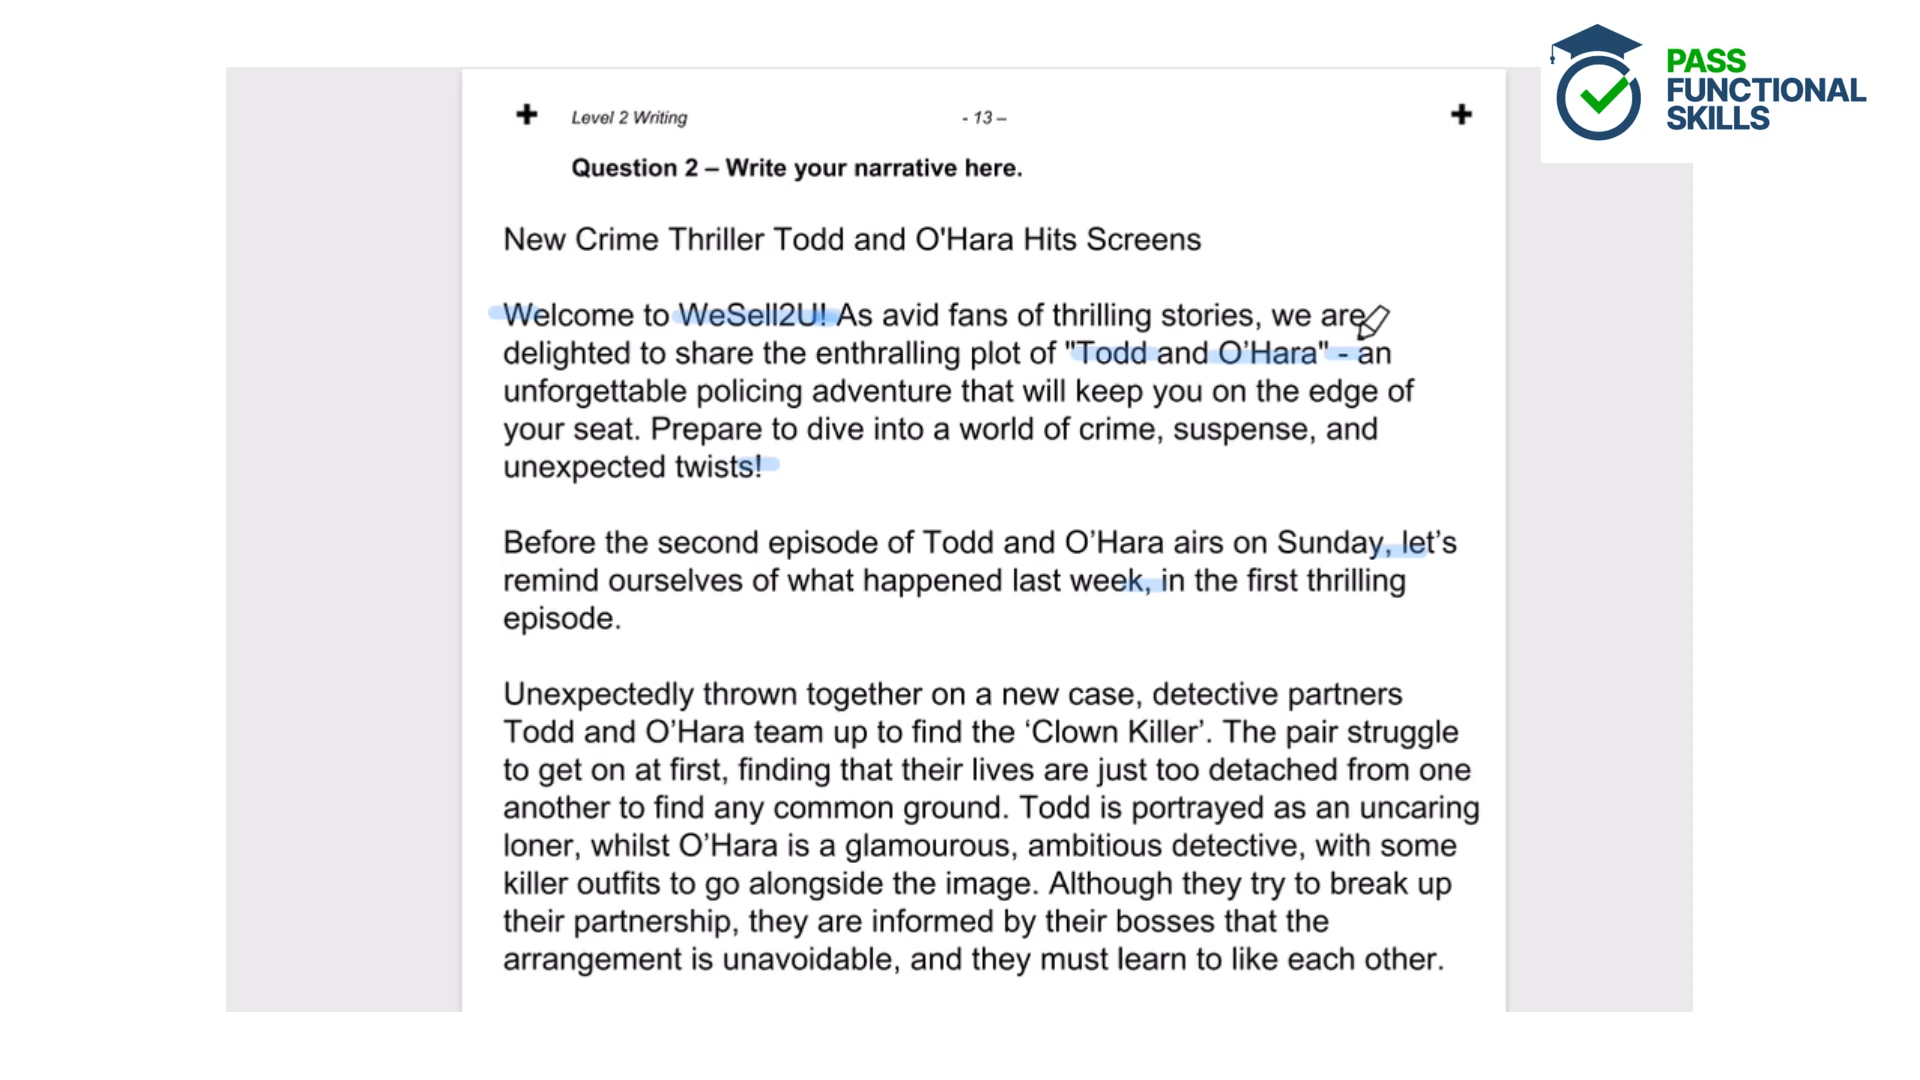 PASS
FUNCTIONAL
SKILLS
Level 2 Writing - 13 –
Question 2 – Write your narrative here.
New Crime Thriller Todd and O'Hara Hits Screens
Welcome to WeSell2U! As avid fans of thrilling stories, we are
delighted to share the enthralling plot of "Todd and O’Hara" - an
unforgettable policing adventure that will keep you on the edge of
your seat. Prepare to dive into a world of crime, suspense, and
unexpected twists!
Before the second episode of Todd and O’Hara airs on Sunday, let’s
remind ourselves of what happened last week, in the first thrilling
episode.
Unexpectedly thrown together on a new case, detective partners
Todd and O’Hara team up to find the ‘Clown Killer’. The pair struggle
to get on at first, finding that their lives are just too detached from one
another to find any common ground. Todd is portrayed as an uncaring
loner, whilst O’Hara is a glamourous, ambitious detective, with some
killer outfits to go alongside the image. Although they try to break up
their partnership, they are informed by their bosses that the
arrangement is unavoidable, and they must learn to like each other.